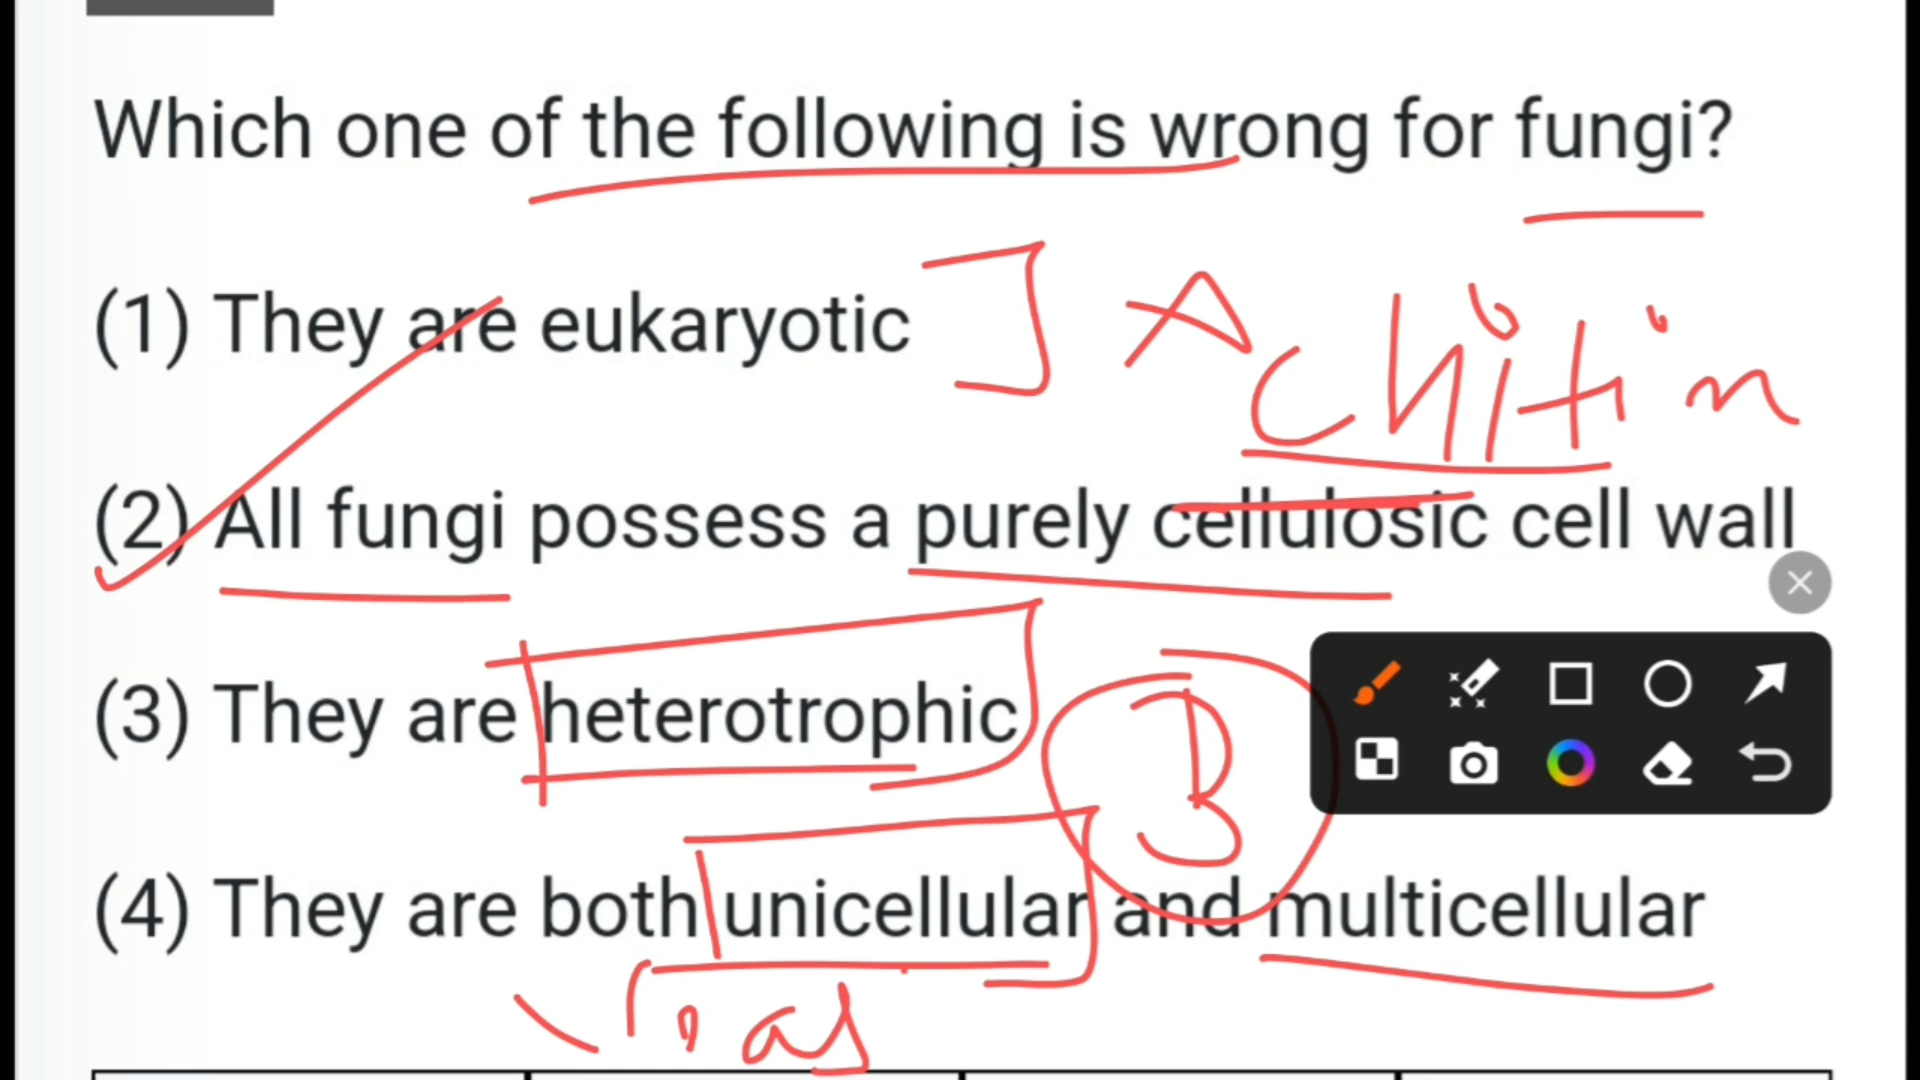 Which one of the following is wrong for fungi?
(1) They are eukaryotic
Chitin
(2) All fungi possess a purely cellulosic cell wall
(3) They are heterotrophic
B
(4) They are both unicellular and multicellular